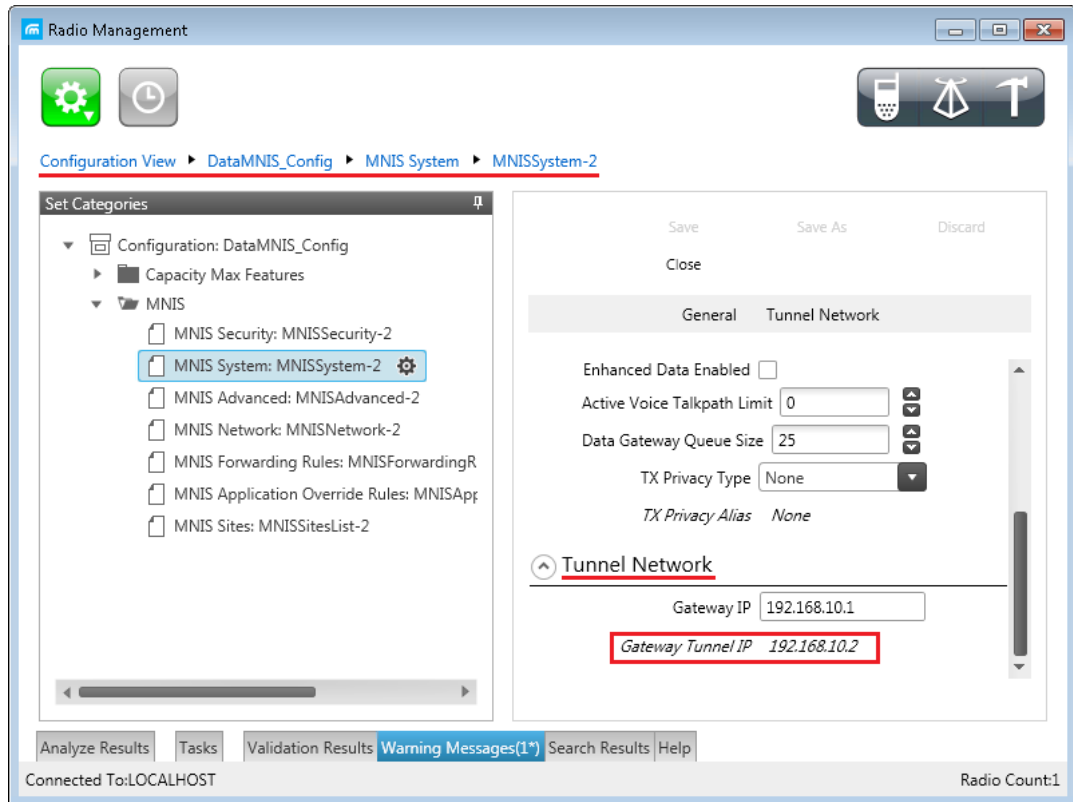 Radio Management
Configuration View ▸ DataMNIS_Config ▸ MNIS System ▸ MNISSystem-2
Set Categories
Configuration: DataMNIS_Config
Capacity Max Features
MNIS
MNIS Security: MNISSecurity-2
MNIS System: MNISSystem-2
MNIS Advanced: MNISAdvanced-2
MNIS Network: MNISNetwork-2
MNIS Forwarding Rules: MNISForwardingR
MNIS Application Override Rules: MNISApp
MNIS Sites: MNISSitesList-2
Save Save As Discard
Close
General Tunnel Network
Enhanced Data Enabled
Active Voice Talkpath Limit 0
Data Gateway Queue Size 25
TX Privacy Type None
TX Privacy Alias None
Tunnel Network
Gateway IP 192.168.10.1
Gateway Tunnel IP 192.168.10.2
Analyze Results Tasks Validation Results Warning Messages(1*) Search Results Help
Connected To:LOCALHOST Radio Count:1